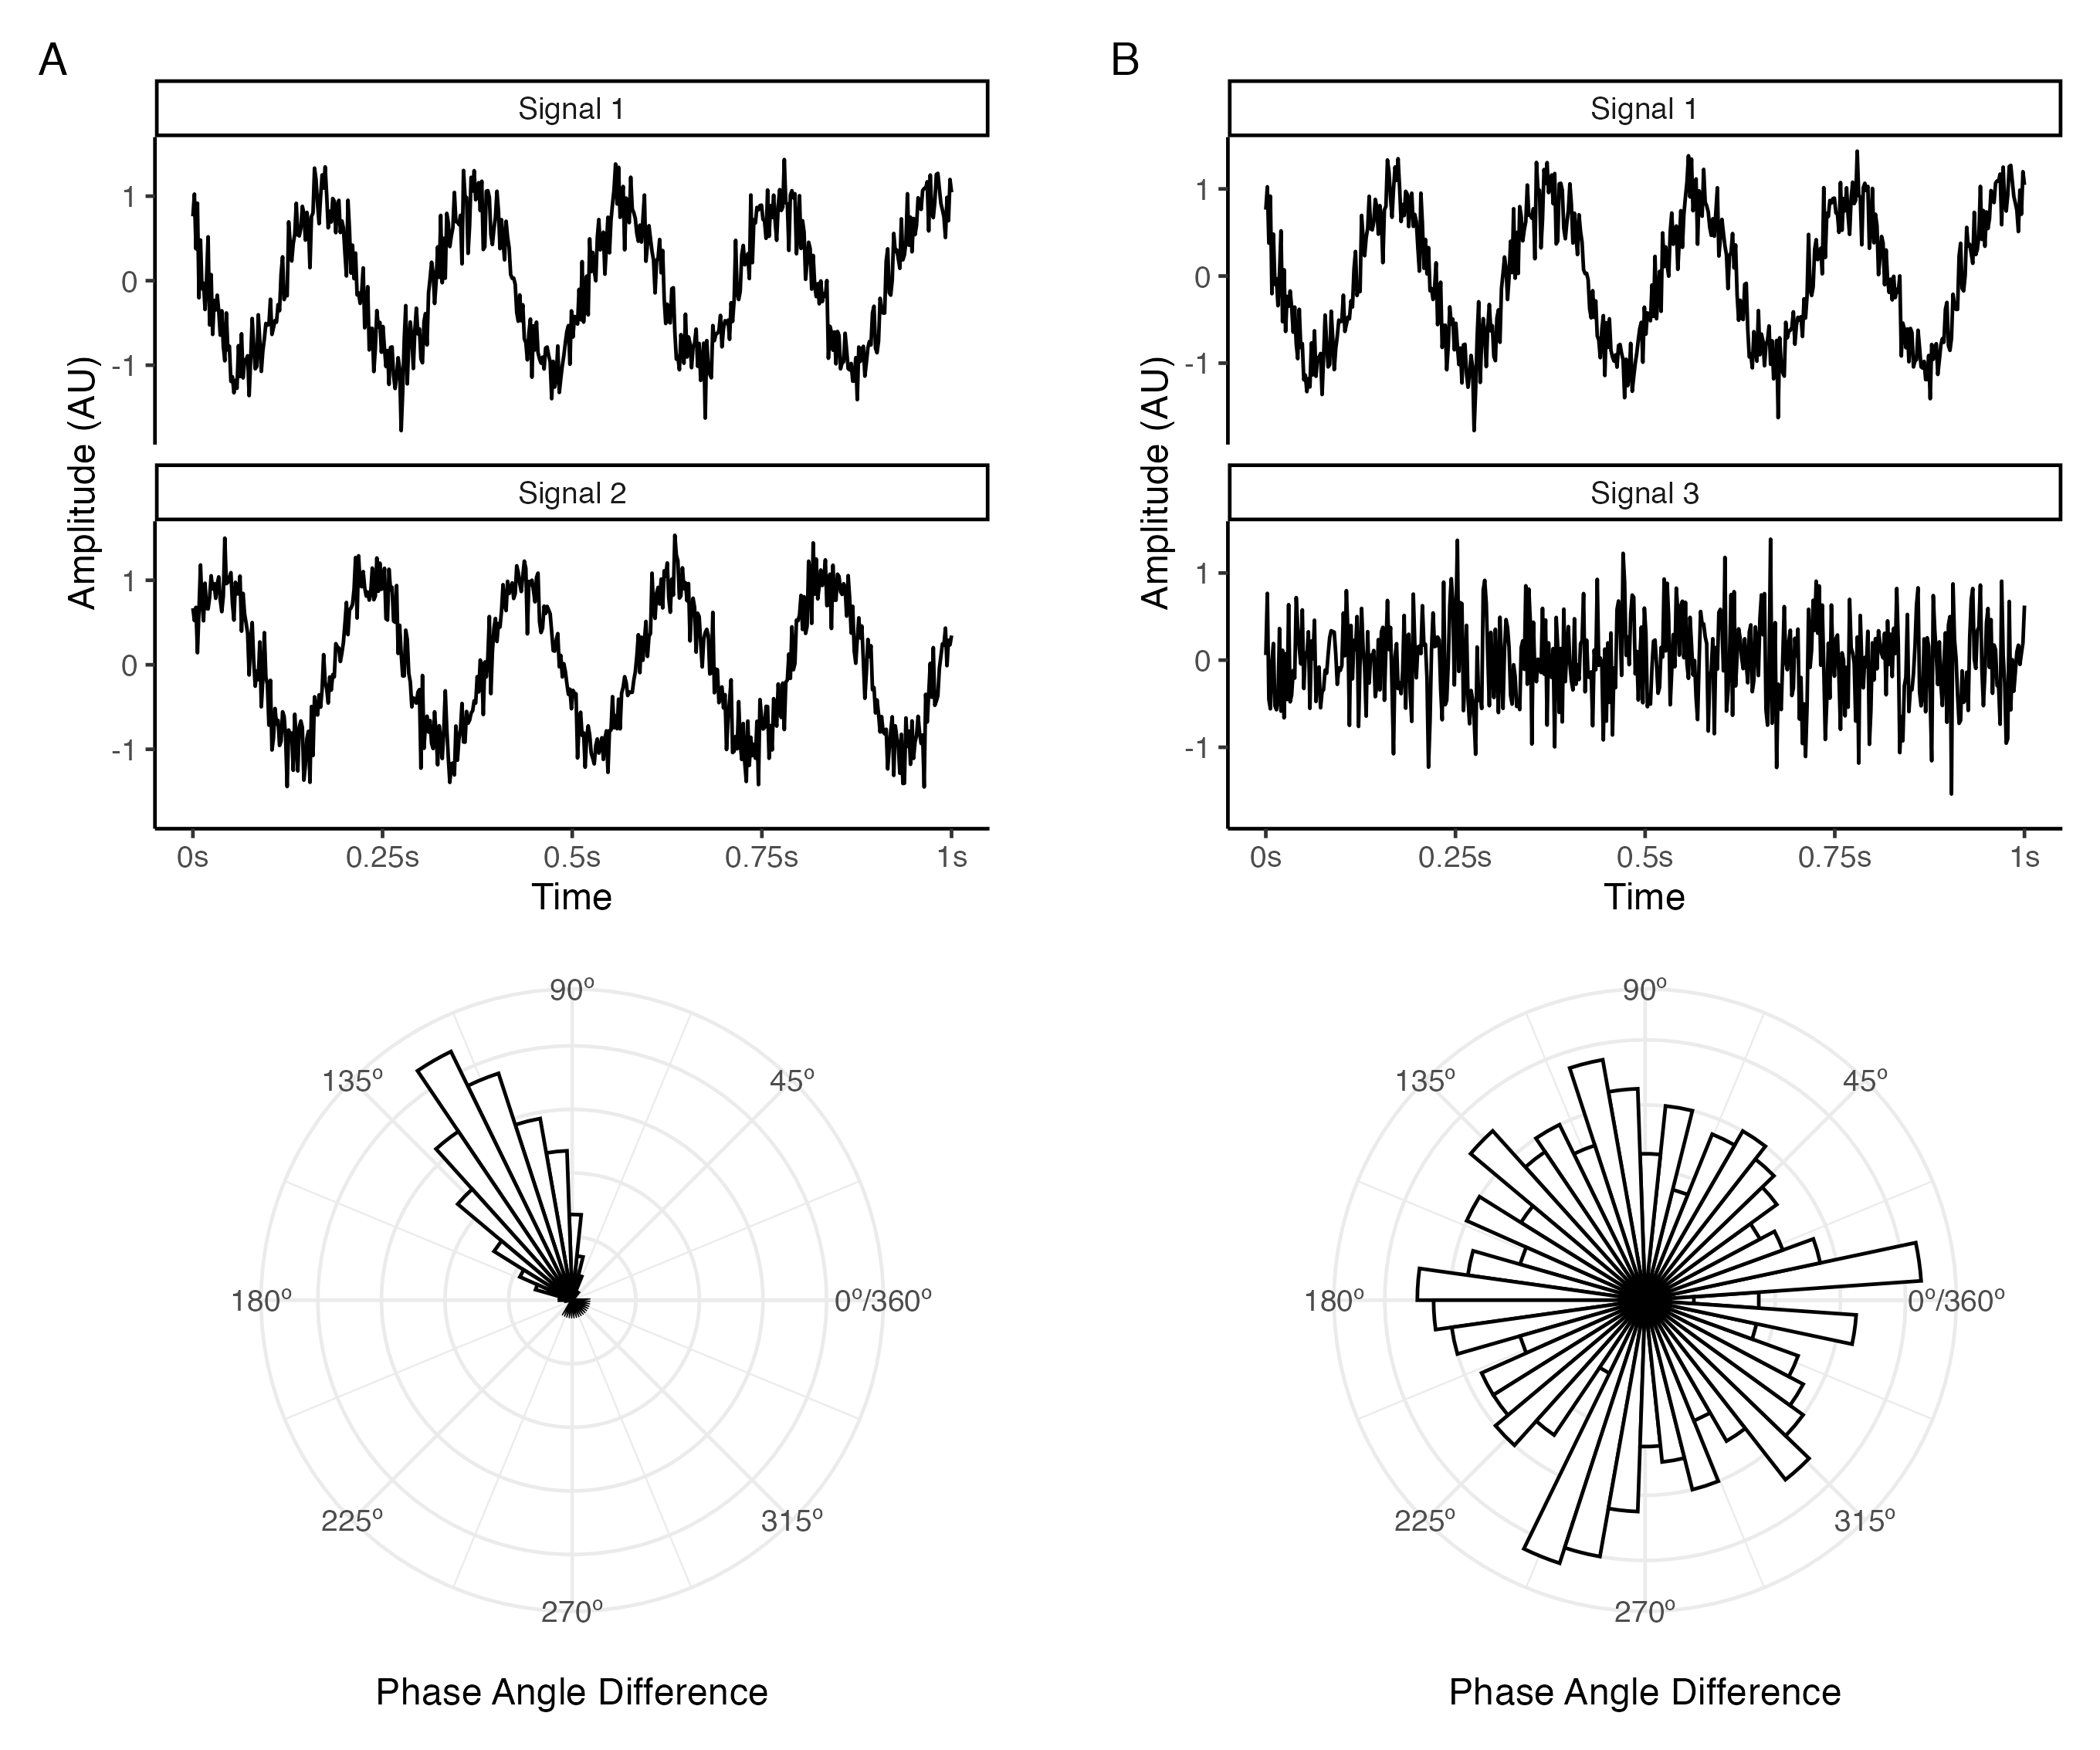 A
Signal 1
1
0
-1
Signal 2
1
0
-1
Amplitude (AU)
0s 0.25s 0.5s 0.75s 1s
Time
90º
135º 45º
180º 0º/360º
225º 315º
270º
Phase Angle Difference
B
Signal 1
1
0
-1
Signal 3
1
0
-1
Amplitude (AU)
0s 0.25s 0.5s 0.75s 1s
Time
90º
135º 45º
180º 0º/360º
225º 315º
270º
Phase Angle Difference